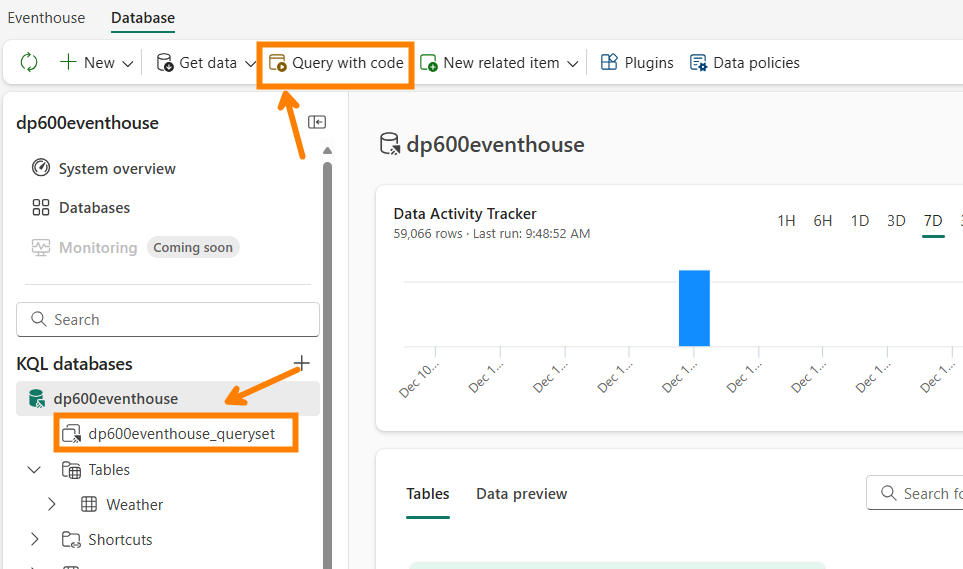 Eventhouse Database
New Get data Query with code New related item Plugins Data policies
dp600eventhouse
System overview
Databases
Monitoring Coming soon
Search
KQL databases
dp600eventhouse
dp600eventhouse_queryset
Tables
Weather
Shortcuts
dp600eventhouse
Data Activity Tracker
59,066 rows · Last run: 9:48:52 AM
1H 6H 1D 3D 7D
Dec 10... Dec 1... Dec 1... Dec 1... Dec 1... Dec 1... Dec 1... Dec 1... Dec 1...
Tables Data preview
Search fo